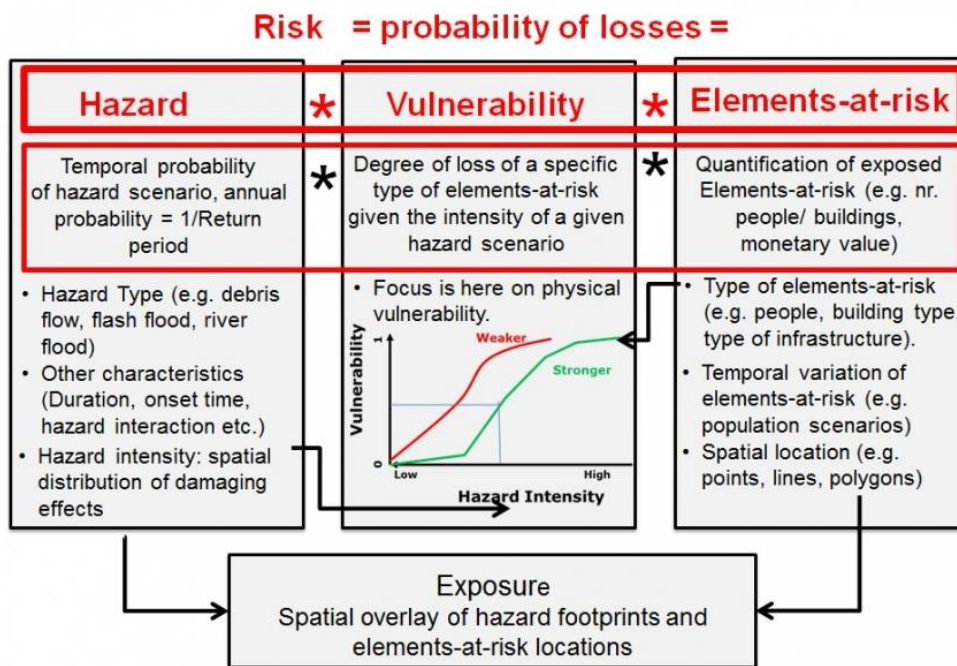 Risk = probability of losses =
Hazard * Vulnerability * Elements-at-risk
Temporal probability
of hazard scenario, annual
probability = 1/Return
period
*
Degree of loss of a specific
type of elements-at-risk
given the intensity of a given
hazard scenario
*
Quantification of exposed
Elements-at-risk (e.g. nr.
people/ buildings,
monetary value)
• Hazard Type (e.g. debris
flow, flash flood, river
flood)
• Other characteristics
(Duration, onset time,
hazard interaction etc.)
• Hazard intensity: spatial
distribution of damaging
effects
• Focus is here on physical
vulnerability.
1
Weaker
Stronger
Vulnerability
0
Low
High
Hazard Intensity
• Type of elements-at-risk
(e.g. people, building type,
type of infrastructure).
• Temporal variation of
elements-at-risk (e.g.
population scenarios)
• Spatial location (e.g.
points, lines, polygons)
Exposure
Spatial overlay of hazard footprints and
elements-at-risk locations